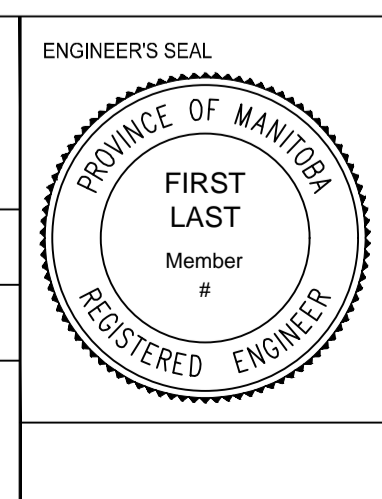 ENGINEER'S SEAL
PROVINCE OF MANITOBA
FIRST
LAST
Member
#
REGISTERED ENGINEER